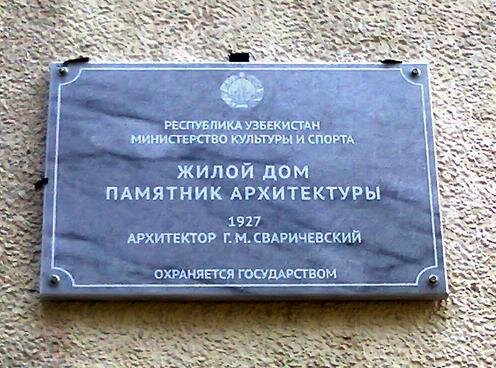 РЕСПУБЛИКА УЗБЕКИСТАН
МИНИСТЕРСТВО КУЛЬТУРЫ И СПОРТА
ЖИЛОЙ ДОМ
ПАМЯТНИК АРХИТЕКТУРЫ
1927
АРХИТЕКТОР Г. М. СВАРИЧЕВСКИЙ
ОХРАНЯЕТСЯ ГОСУДАРСТВОМ